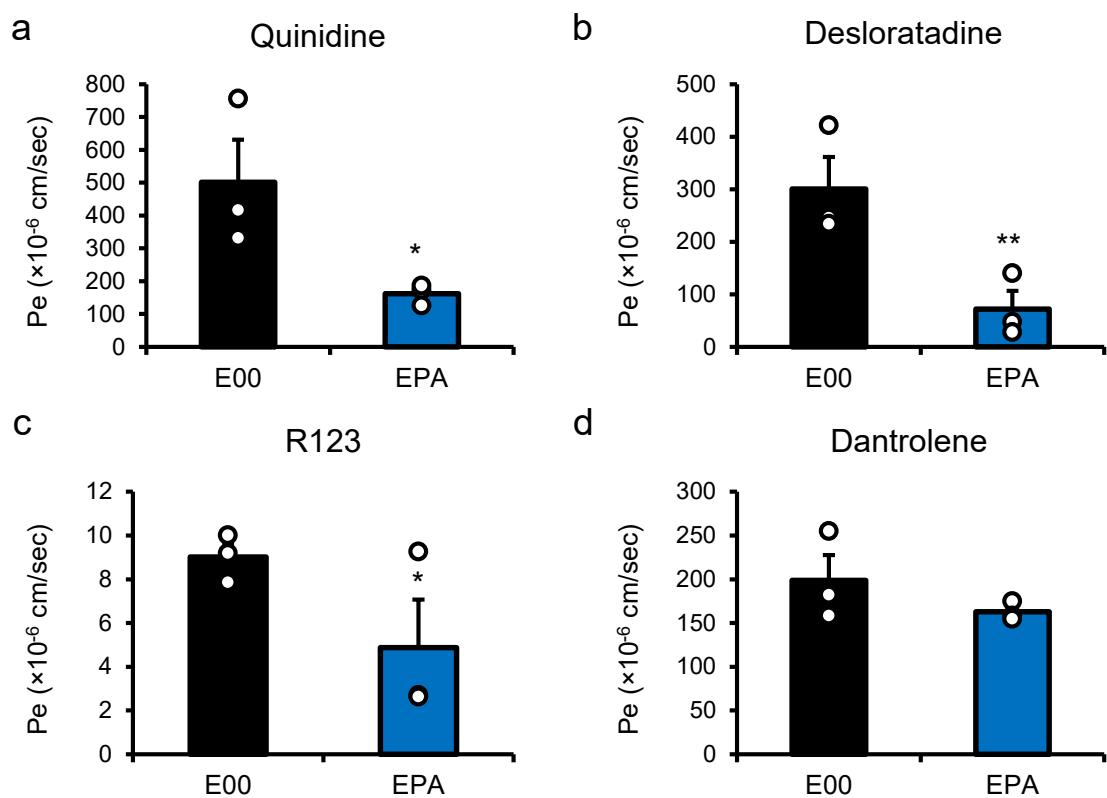 a
Quinidine
Pe (×10⁻⁶ cm/sec)
800
700
600
500
400
300
200
100
0
*
E00
EPA
b
Desloratadine
Pe (×10⁻⁶ cm/sec)
500
400
300
200
100
0
**
E00
EPA
c
R123
Pe (×10⁻⁶ cm/sec)
12
10
8
6
4
2
0
*
E00
EPA
d
Dantrolene
Pe (×10⁻⁶ cm/sec)
300
250
200
150
100
50
0
E00
EPA